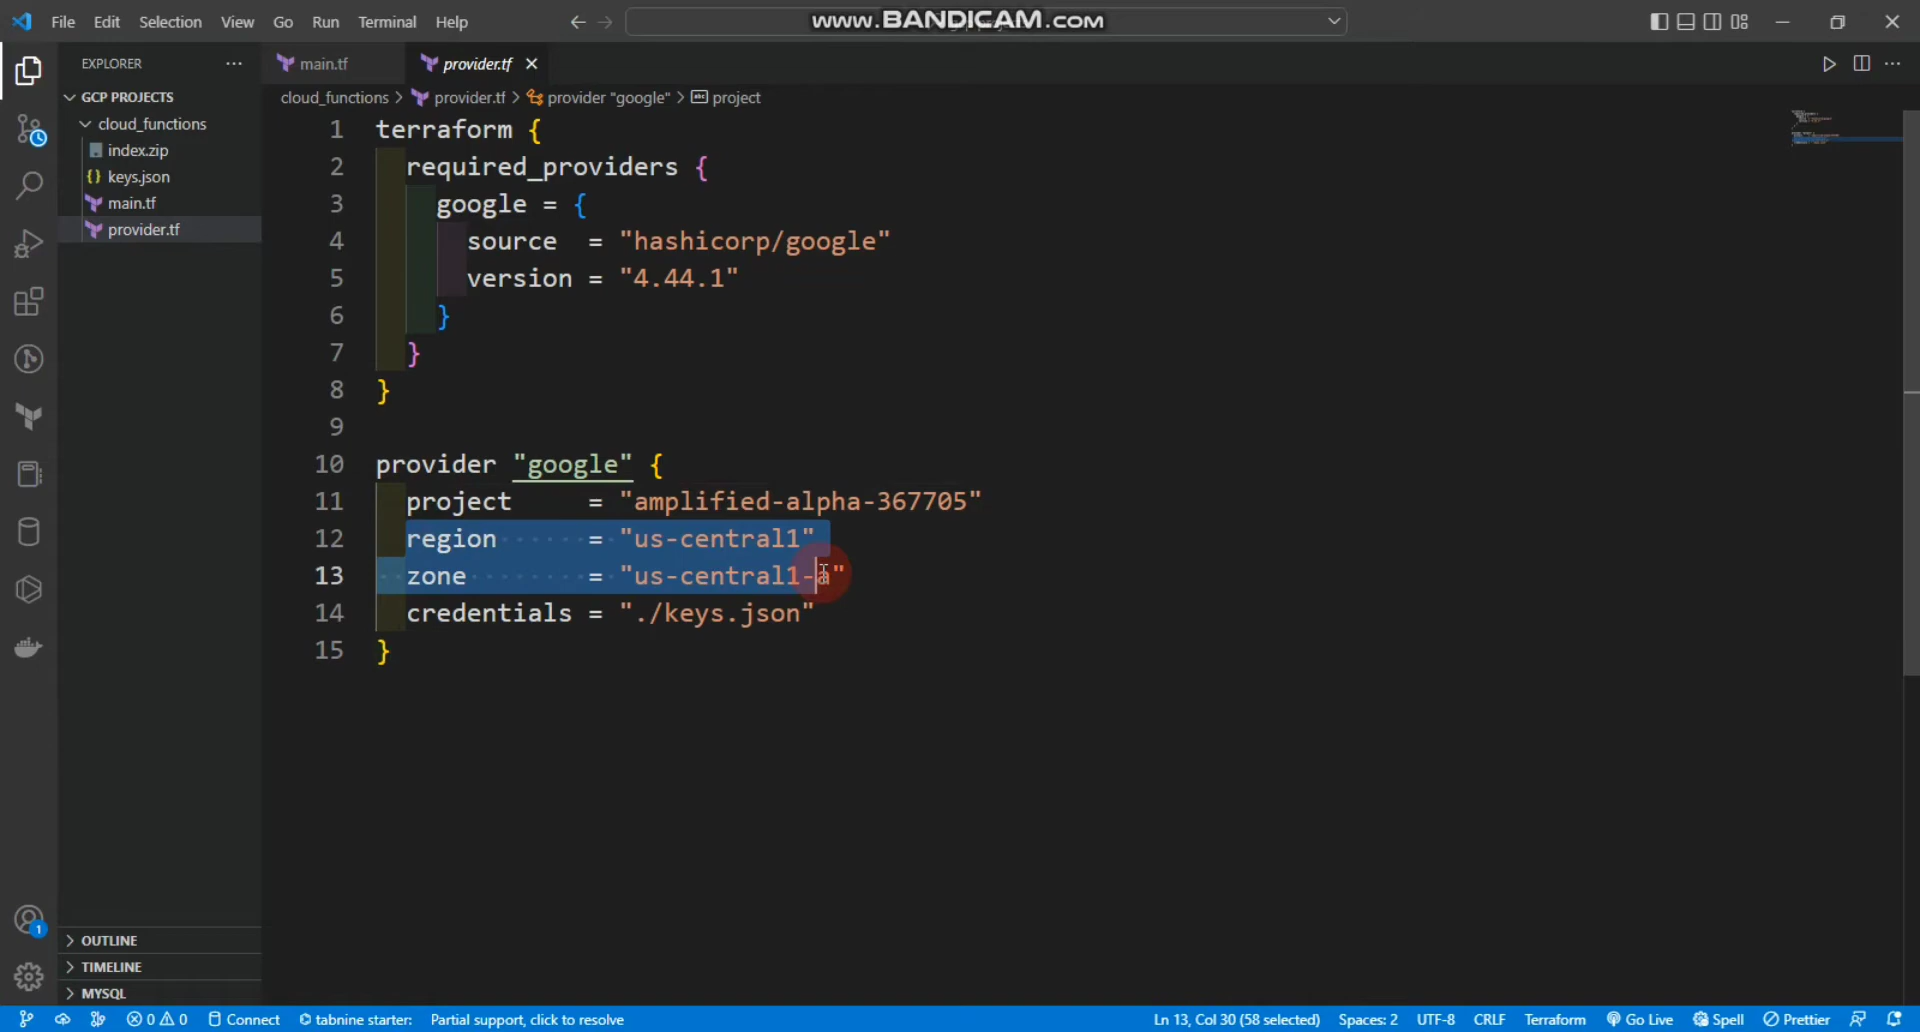 File Edit Selection View Go Run Terminal Help
www.BANDICAM.com
EXPLORER
main.tf
provider.tf
GCP PROJECTS
cloud_functions
index.zip
keys.json
main.tf
provider.tf
cloud_functions > provider.tf > provider "google" > project
1 terraform {
2 required_providers {
3 google = {
4 source = "hashicorp/google"
5 version = "4.44.1"
6 }
7 }
8 }
9
10 provider "google" {
11 project = "amplified-alpha-367705"
12 region = "us-central1"
13 zone = "us-central1-a"
14 credentials = "./keys.json"
15 }
1
OUTLINE
TIMELINE
MYSQL
0 0 Connect tabnine starter: Partial support, click to resolve Ln 13, Col 30 (58 selected) Spaces: 2 UTF-8 CRLF Terraform Go Live Spell Prettier